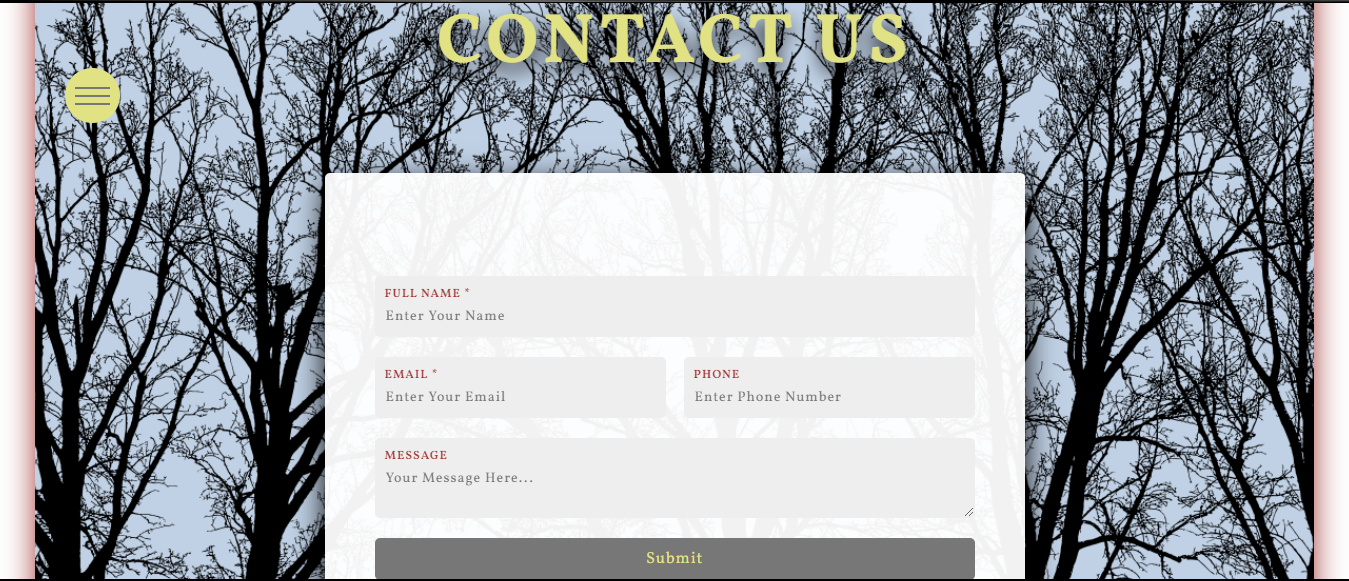 CONTACT US
FULL NAME *
Enter Your Name
EMAIL * PHONE
Enter Your Email Enter Phone Number
MESSAGE
Your Message Here...
Submit